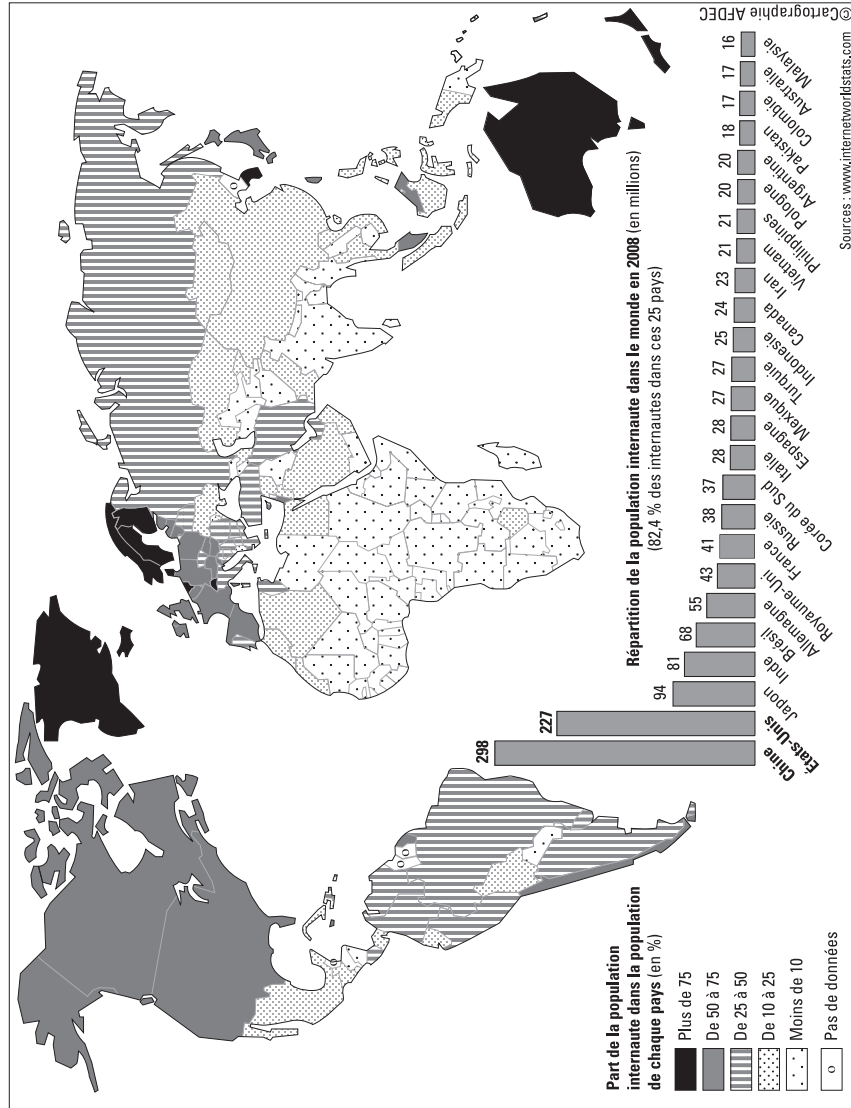 Part de la population
internaute dans la population
de chaque pays (en %)
Plus de 75
De 50 à 75
De 25 à 50
De 10 à 25
Moins de 10
Pas de données
Répartition de la population internaute dans le monde en 2008 (en millions)
(82,4 % des internautes dans ces 25 pays)
298
227
94
81
68
55
43
41
38
37
28
28
27
27
25
24
23
21
21
20
20
18
17
17
16
Chine
États-Unis
Japon
Inde
Brésil
Allemagne
Royaume-Uni
France
Russie
Corée du Sud
Italie
Espagne
Mexique
Turquie
Indonesie
Canada
Iran
Vietnam
Philippines
Pologne
Argentine
Pakistan
Colombie
Australie
Malaysie
Sources : www.internetworldstats.com
©Cartographie AFDEC